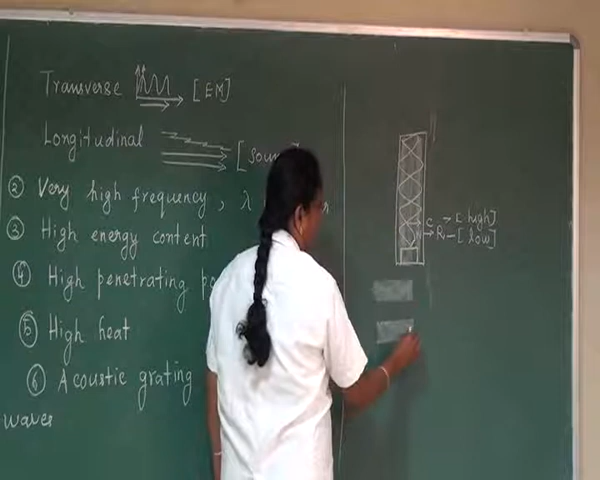 Transverse [EM]
Longitudinal
② Very high frequency, λ
③ High energy content
④ High penetrating
⑤ High heat
⑥ Acoustic grating
waves
C → [high]
R → [low]